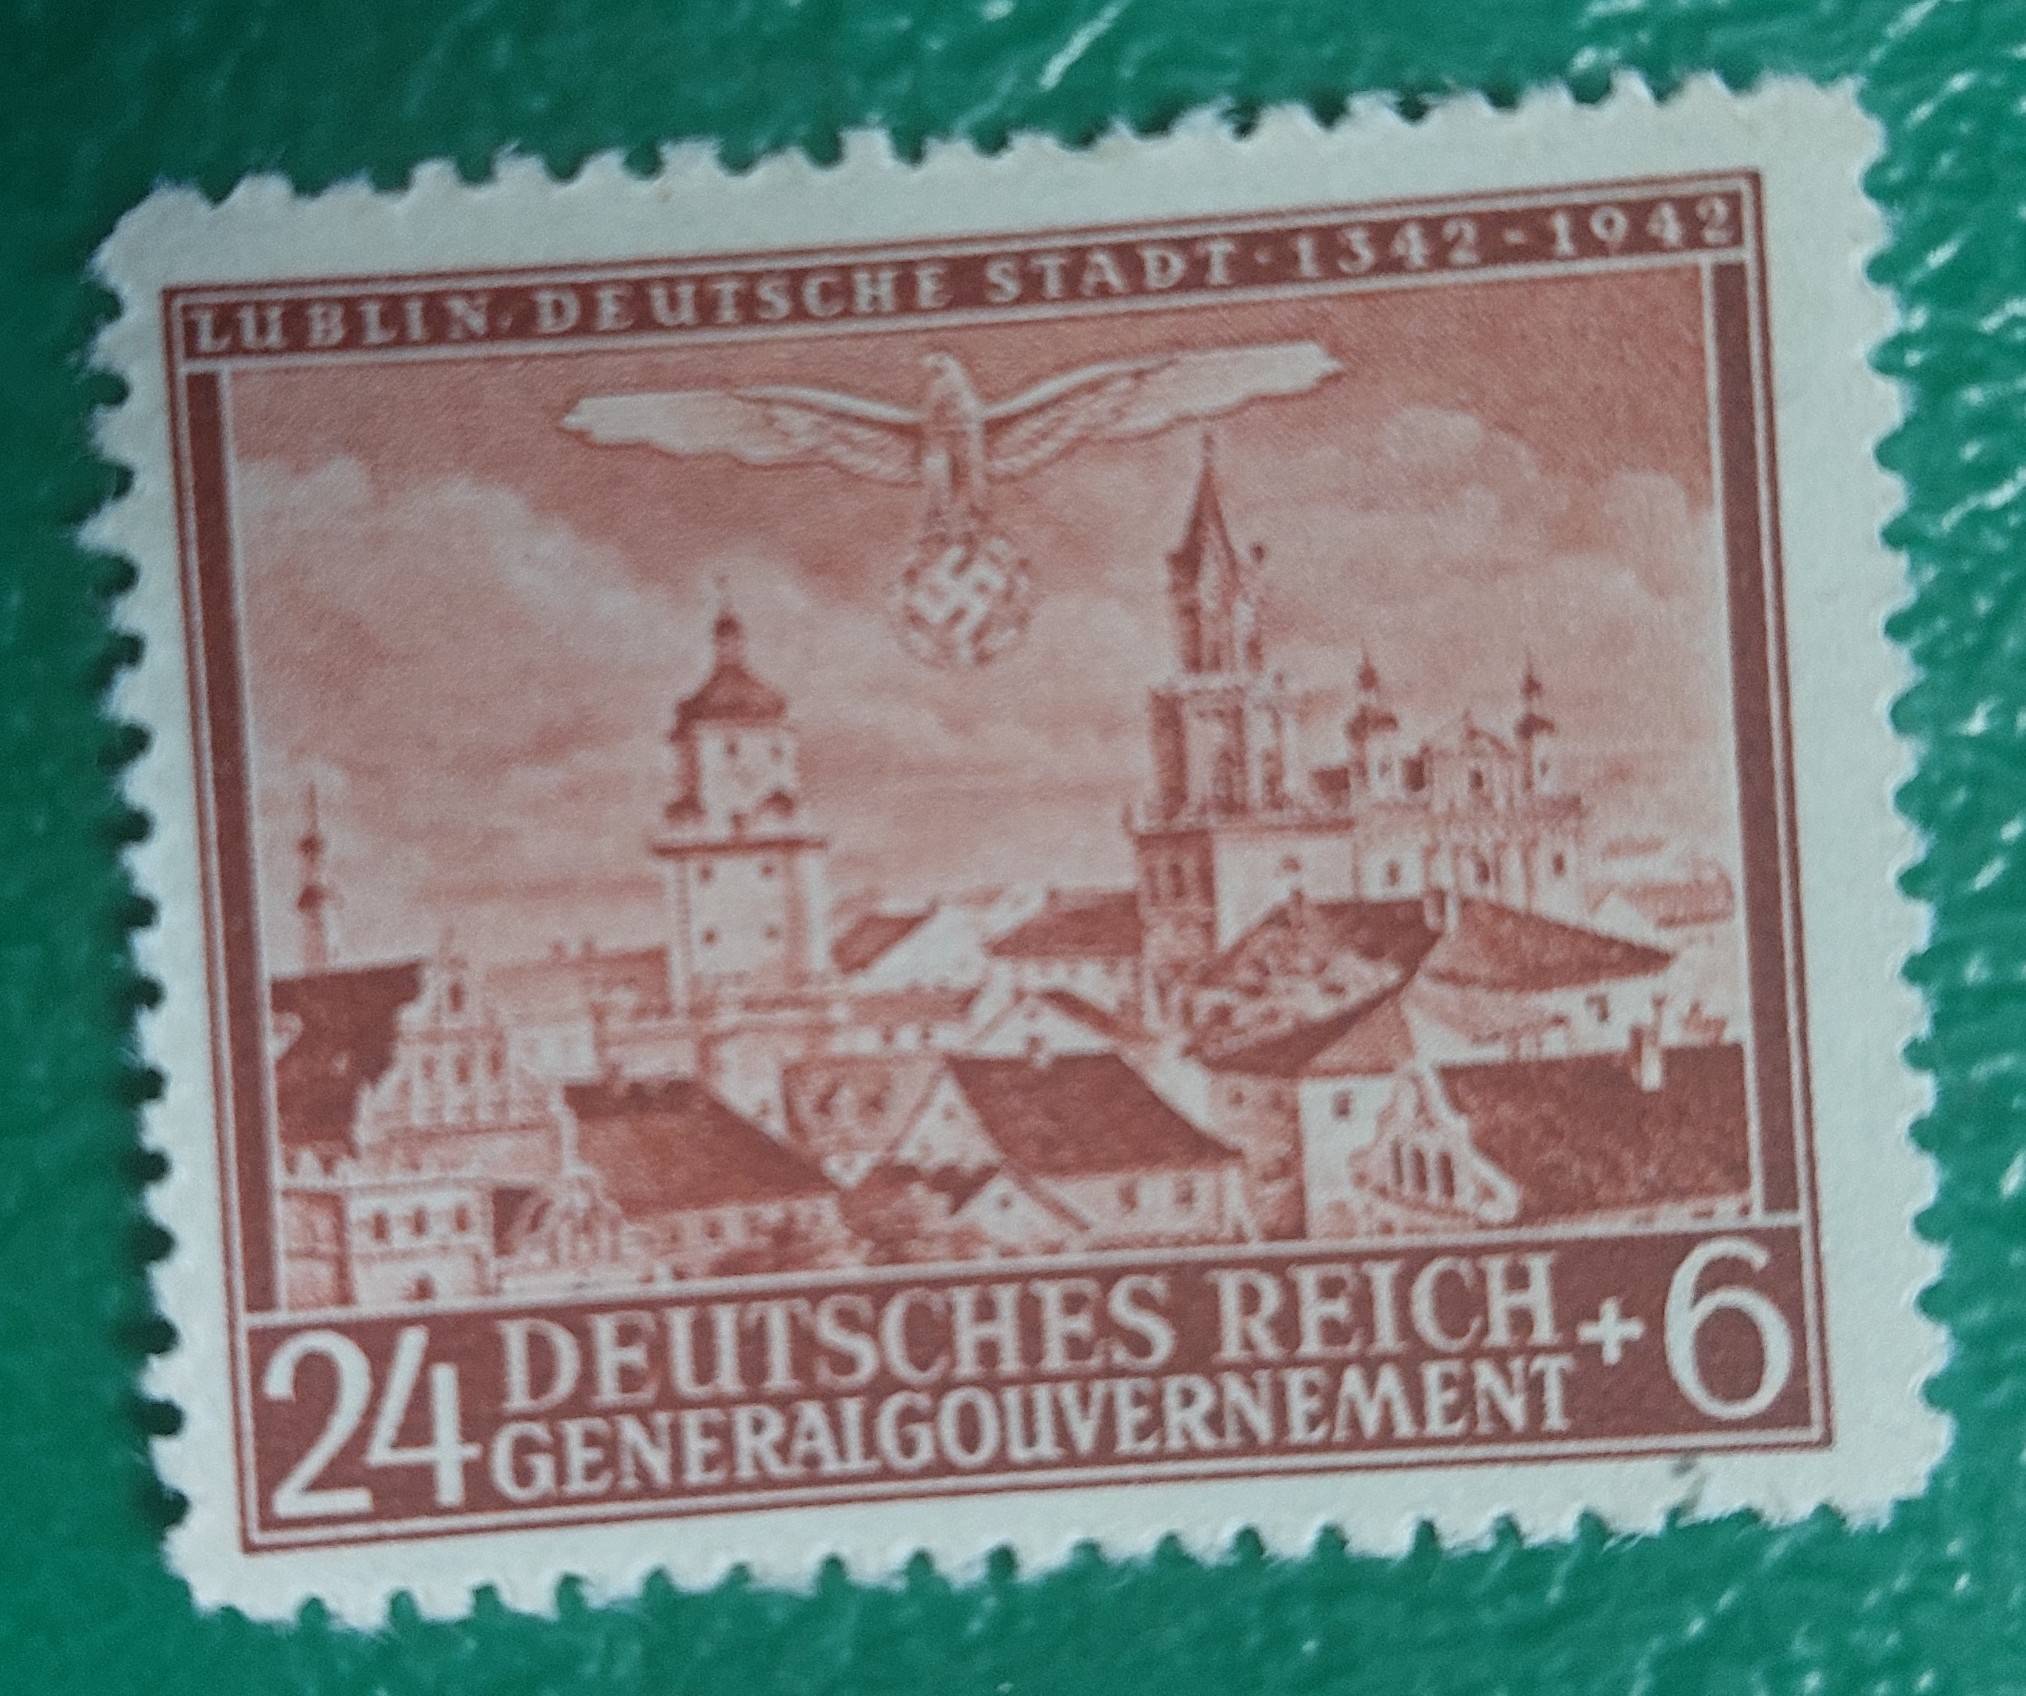 LUBLIN · DEUTSCHE STADT · 1342 - 1942
24 DEUTSCHES REICH + 6
GENERALGOUVERNEMENT